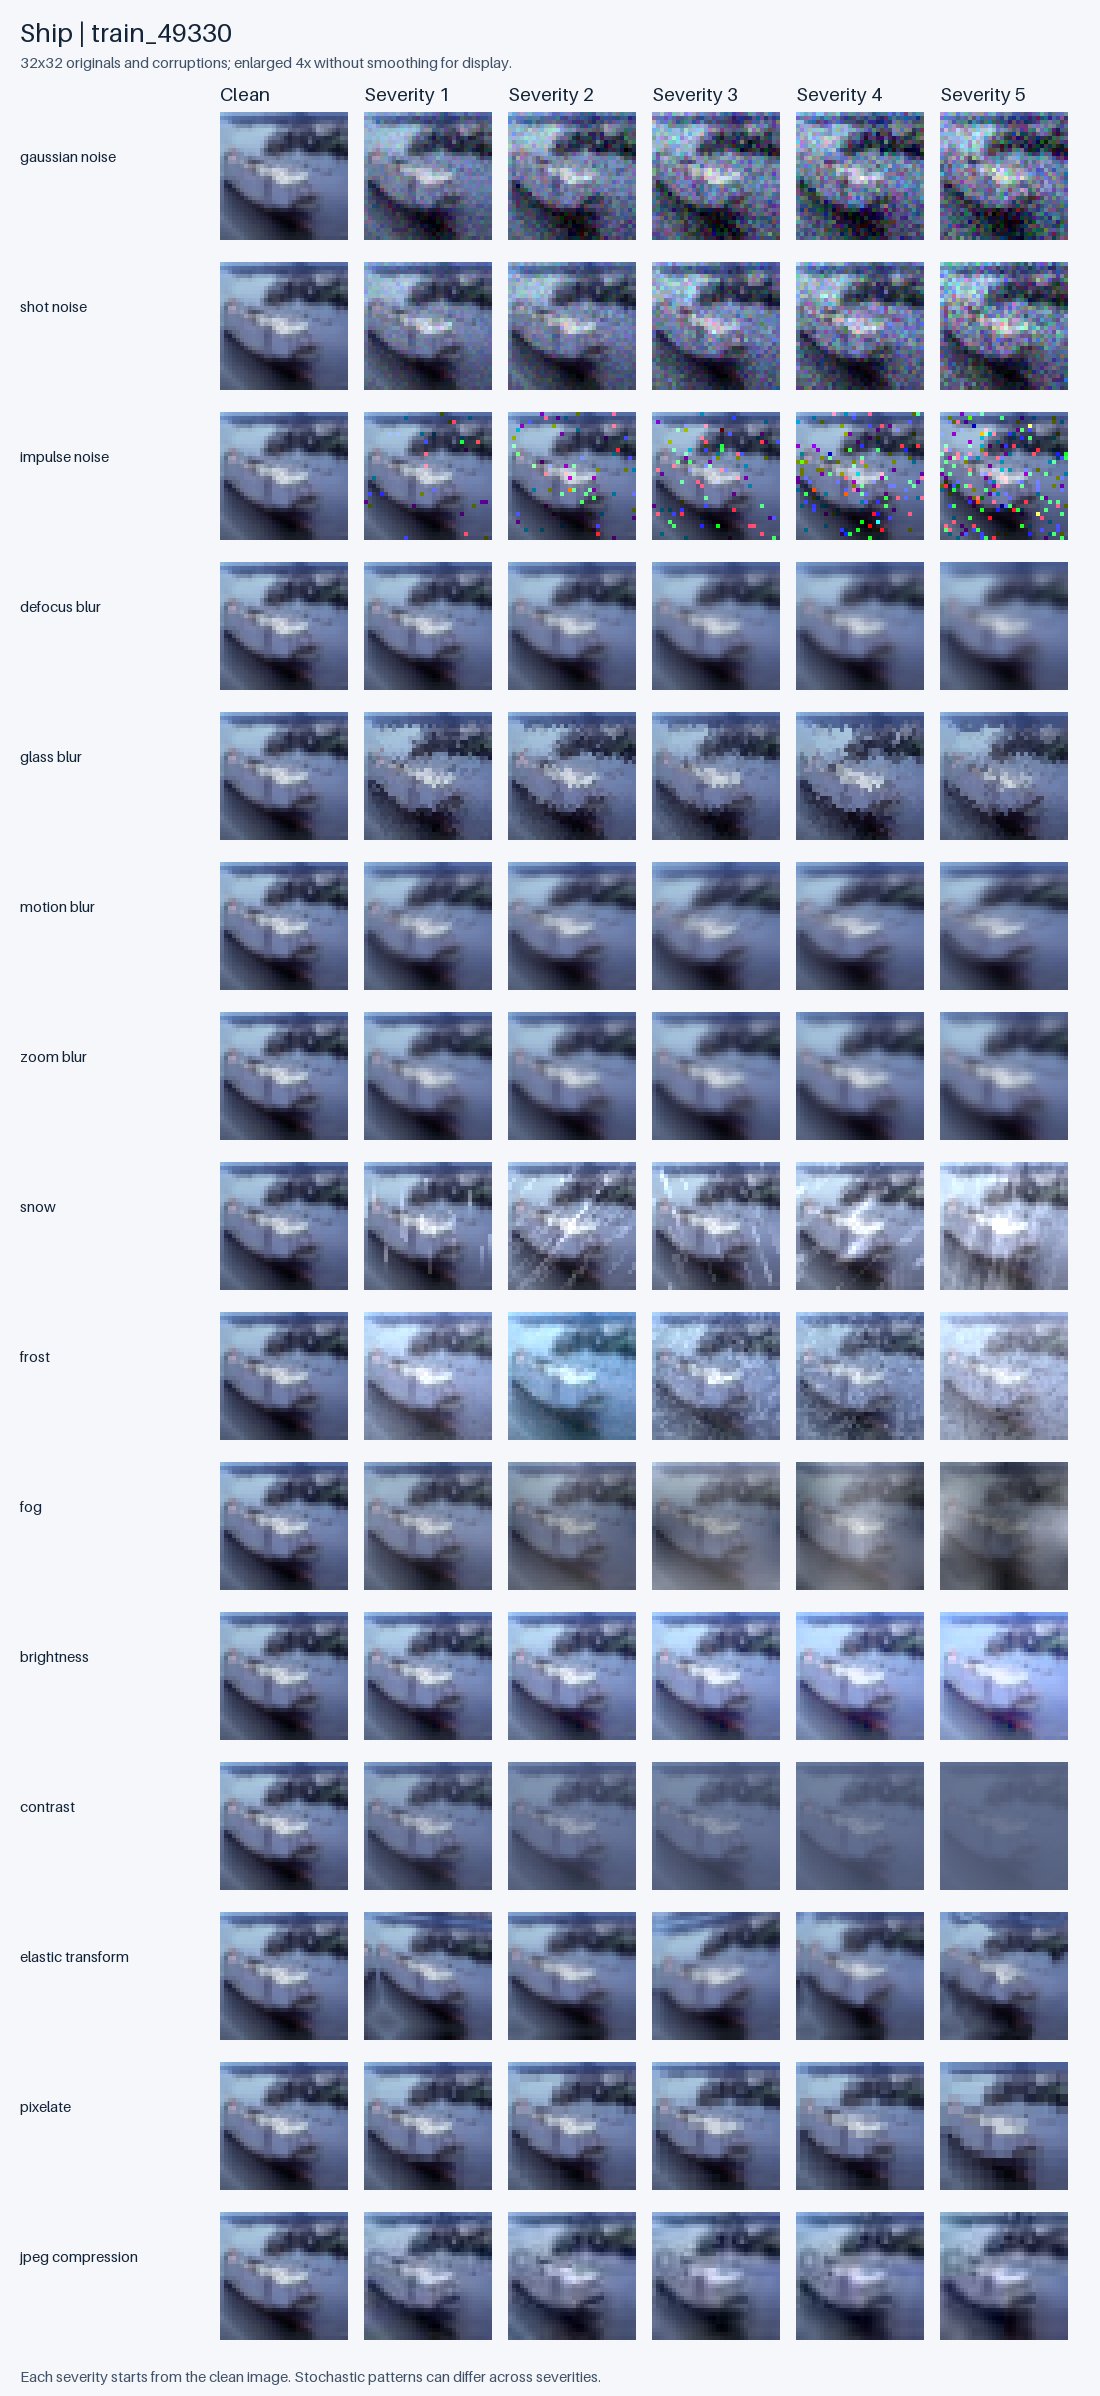 Ship | train_49330
32x32 originals and corruptions; enlarged 4x without smoothing for display.
Clean Severity 1 Severity 2 Severity 3 Severity 4 Severity 5
gaussian noise
shot noise
impulse noise
defocus blur
glass blur
motion blur
zoom blur
snow
frost
fog
brightness
contrast
elastic transform
pixelate
jpeg compression
Each severity starts from the clean image. Stochastic patterns can differ across severities.